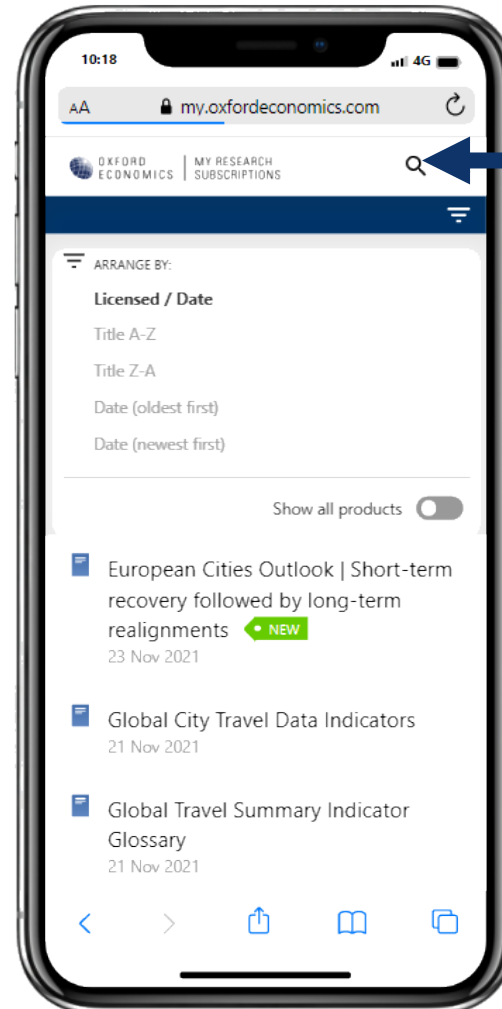 10:18
4G
AA
my.oxfordeconomics.com
OXFORD
ECONOMICS
MY RESEARCH
SUBSCRIPTIONS
ARRANGE BY:
Licensed / Date
Title A-Z
Title Z-A
Date (oldest first)
Date (newest first)
Show all products
European Cities Outlook | Short-term
recovery followed by long-term
realignments NEW
23 Nov 2021
Global City Travel Data Indicators
21 Nov 2021
Global Travel Summary Indicator
Glossary
21 Nov 2021